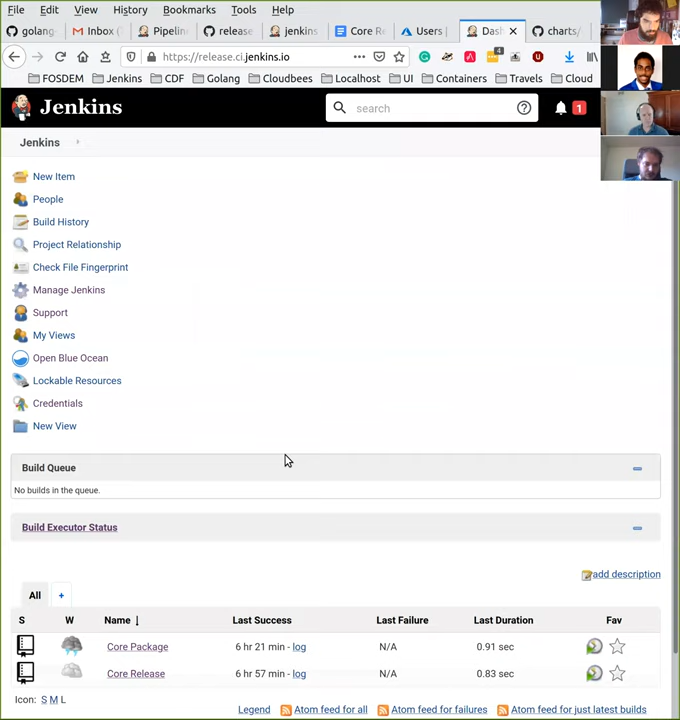 File Edit View History Bookmarks Tools Help
golang- Inbox ( Pipelin release jenkins Core Re Users Dash charts/
https://release.ci.jenkins.io
4
FOSDEM Jenkins CDF Golang Cloudbees Localhost UI Containers Travels Cloud
Jenkins search 1
Jenkins
New Item
People
Build History
Project Relationship
Check File Fingerprint
Manage Jenkins
Support
My Views
Open Blue Ocean
Lockable Resources
Credentials
New View
Build Queue
No builds in the queue.
Build Executor Status
add description
All +
S W Name ↓ Last Success Last Failure Last Duration Fav
Core Package 6 hr 21 min - log N/A 0.91 sec
Core Release 6 hr 57 min - log N/A 0.83 sec
Icon: S M L
Legend Atom feed for all Atom feed for failures Atom feed for just latest builds